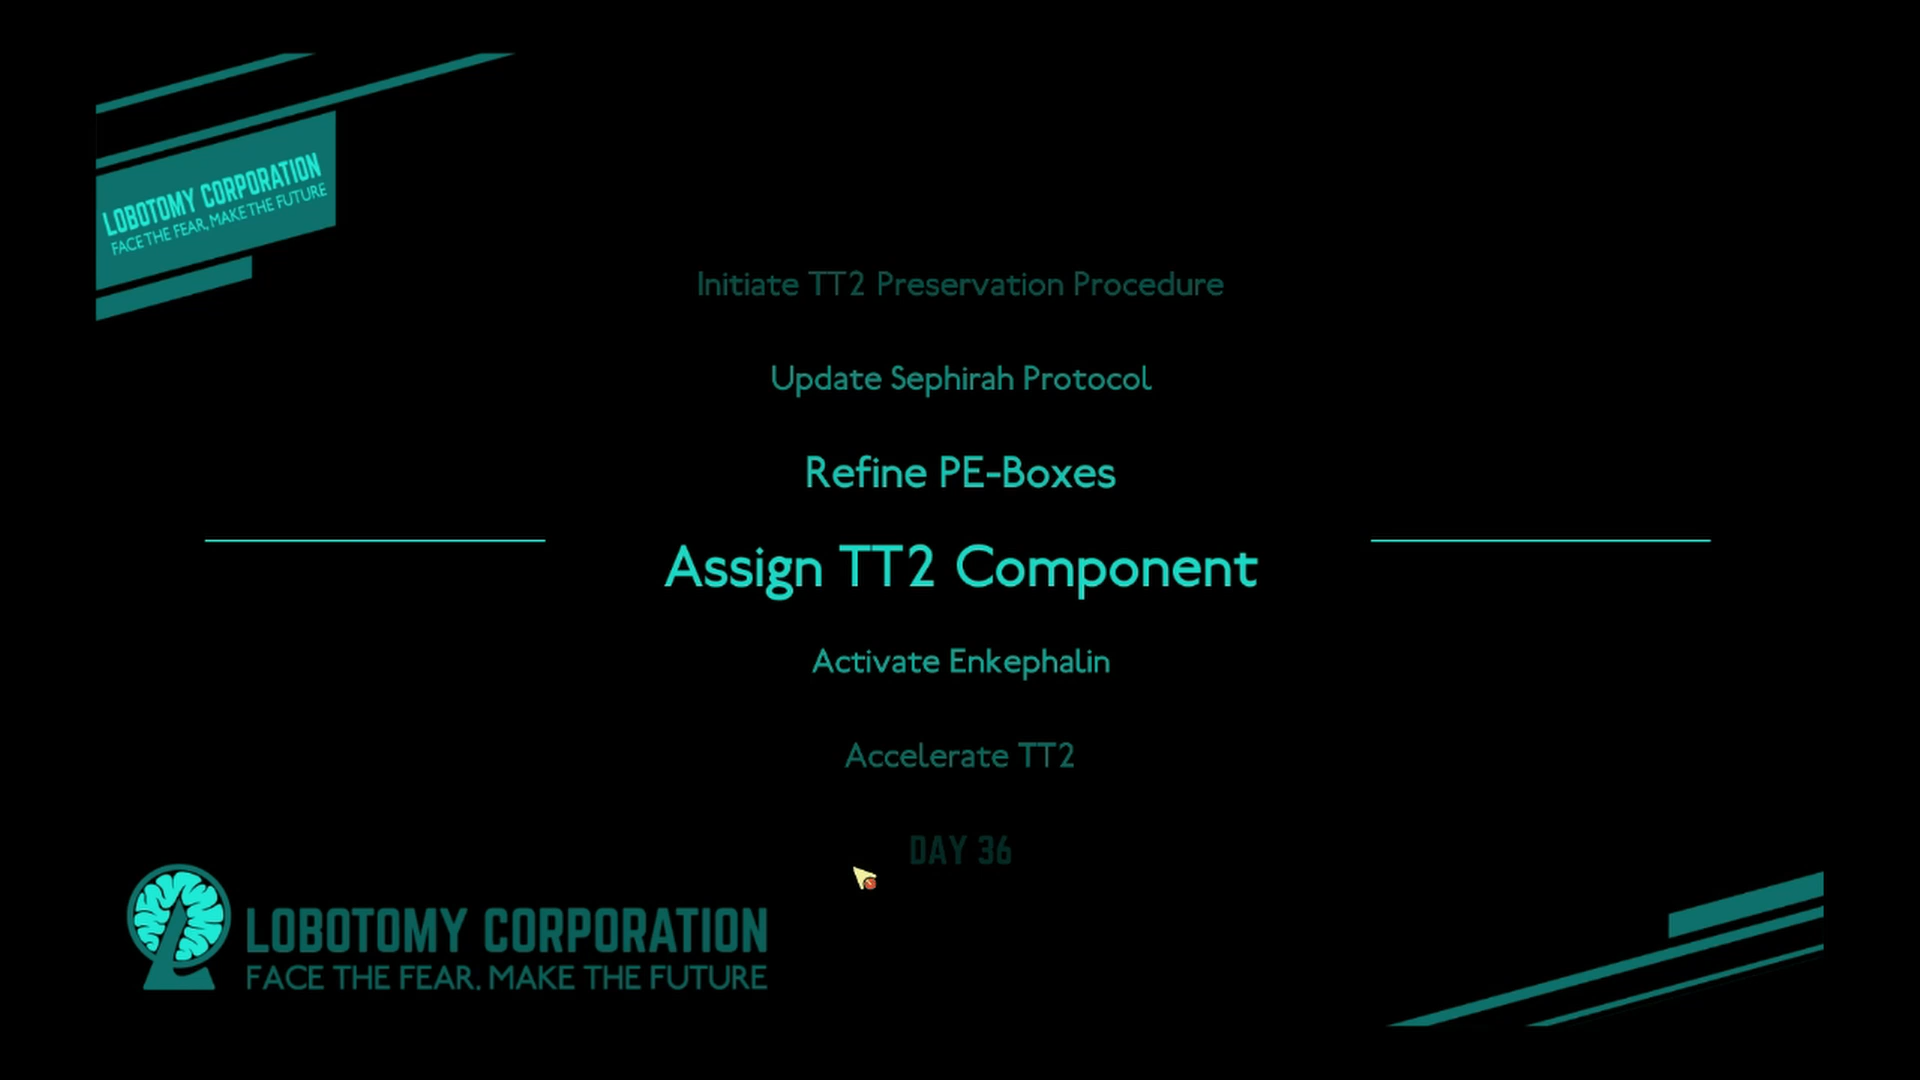 LOBOTOMY CORPORATION
FACE THE FEAR, MAKE THE FUTURE
Initiate TT2 Preservation Procedure
Update Sephirah Protocol
Refine PE-Boxes
Assign TT2 Component
Activate Enkephalin
Accelerate TT2
DAY 36
LOBOTOMY CORPORATION
FACE THE FEAR. MAKE THE FUTURE